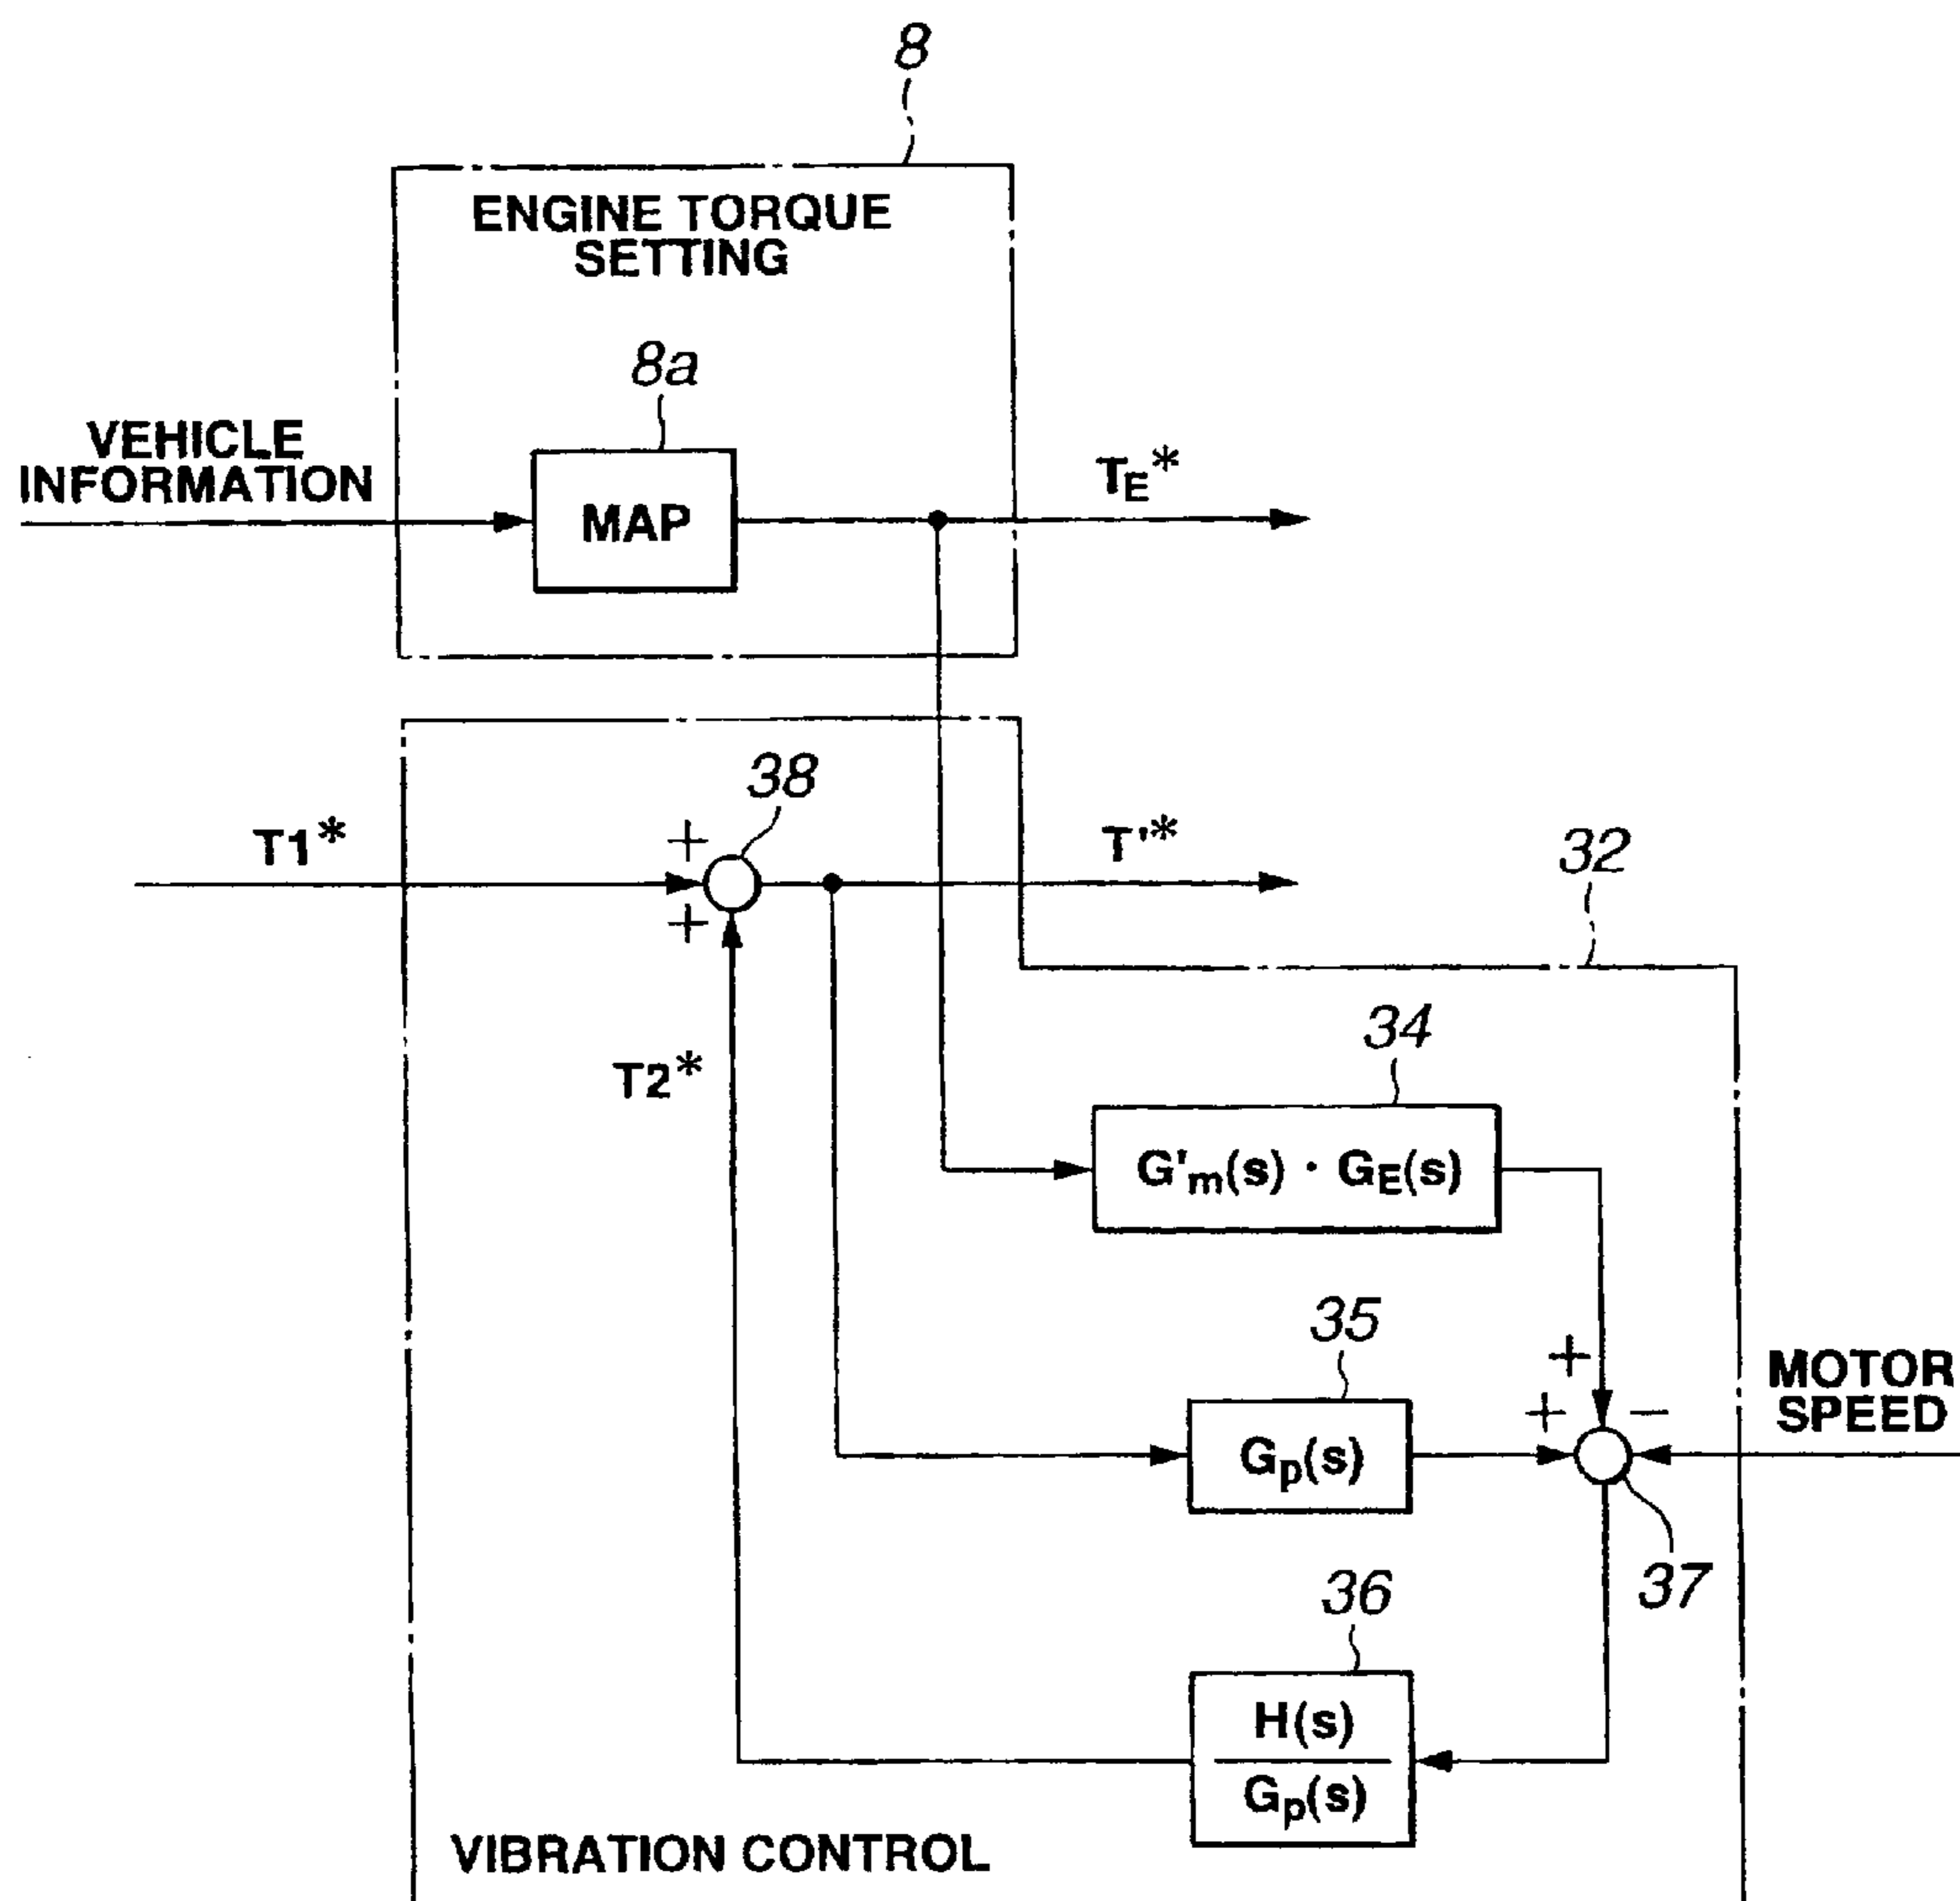 8
ENGINE TORQUE
SETTING
8a
VEHICLE
INFORMATION
MAP
TE*
38
T1*
+
+
T'*
32
T2*
34
G'm(s) · GE(s)
35
+
+
−
MOTOR
SPEED
Gp(s)
37
36
H(s)
Gp(s)
VIBRATION CONTROL